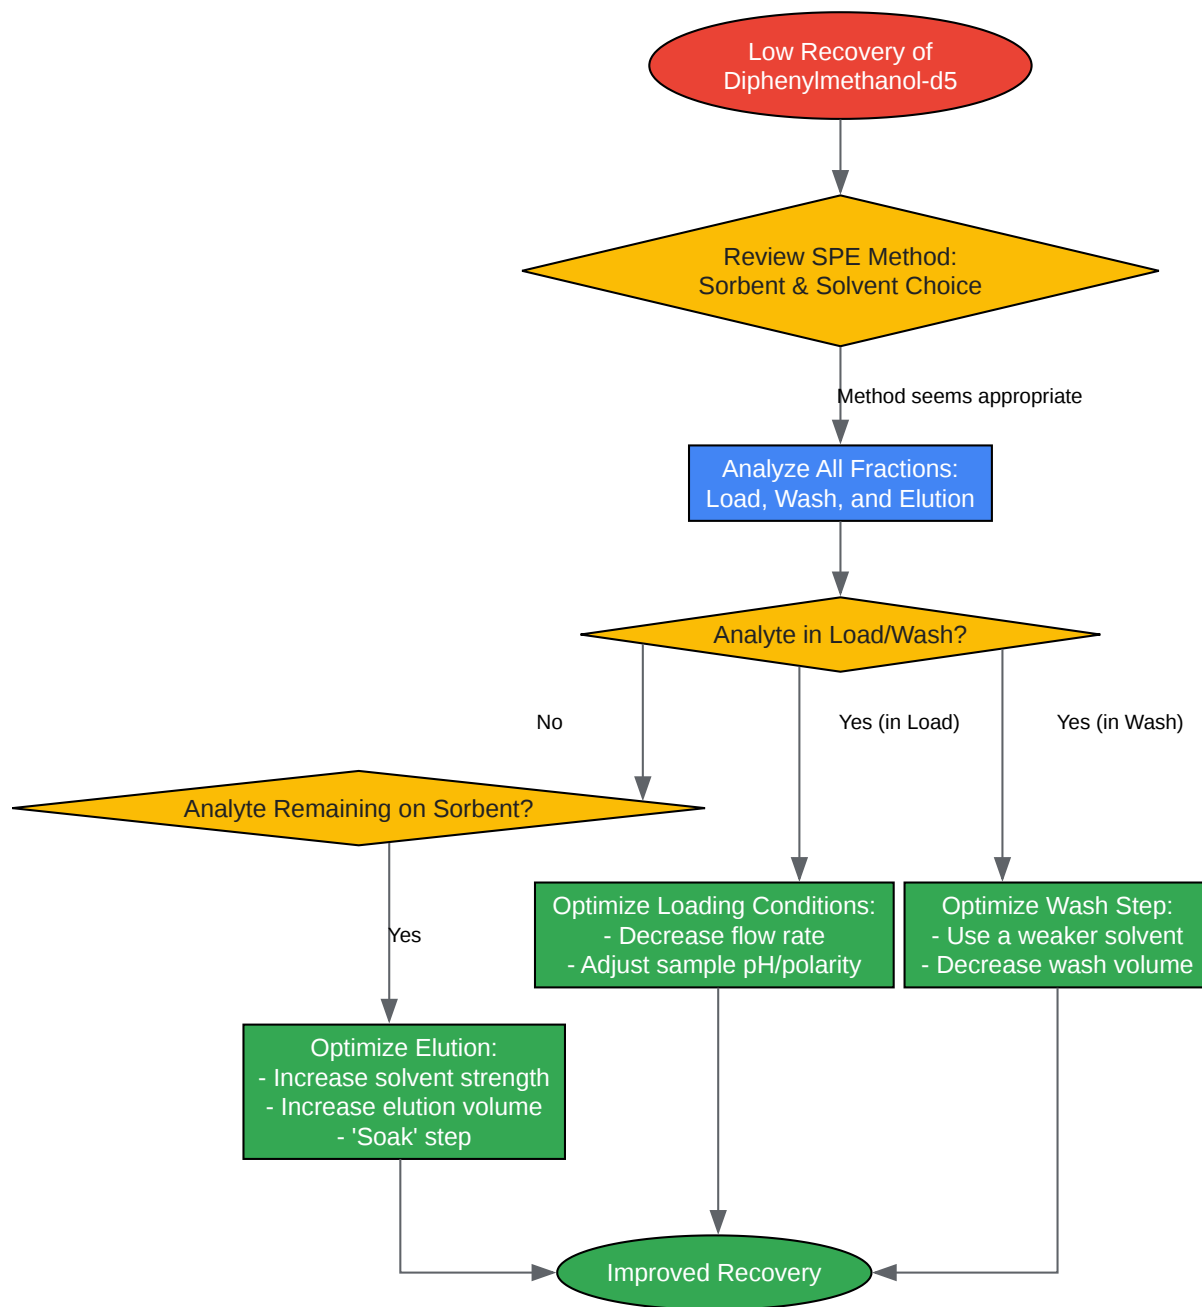 Low Recovery of
Diphenylmethanol-d5
Review SPE Method:
Sorbent & Solvent Choice
Method seems appropriate
Analyze All Fractions:
Load, Wash, and Elution
Analyte in Load/Wash?
No
Yes (in Load)
Yes (in Wash)
Analyte Remaining on Sorbent?
Optimize Loading Conditions:
- Decrease flow rate
- Adjust sample pH/polarity
Optimize Wash Step:
- Use a weaker solvent
- Decrease wash volume
Yes
Optimize Elution:
- Increase solvent strength
- Increase elution volume
- 'Soak' step
Improved Recovery